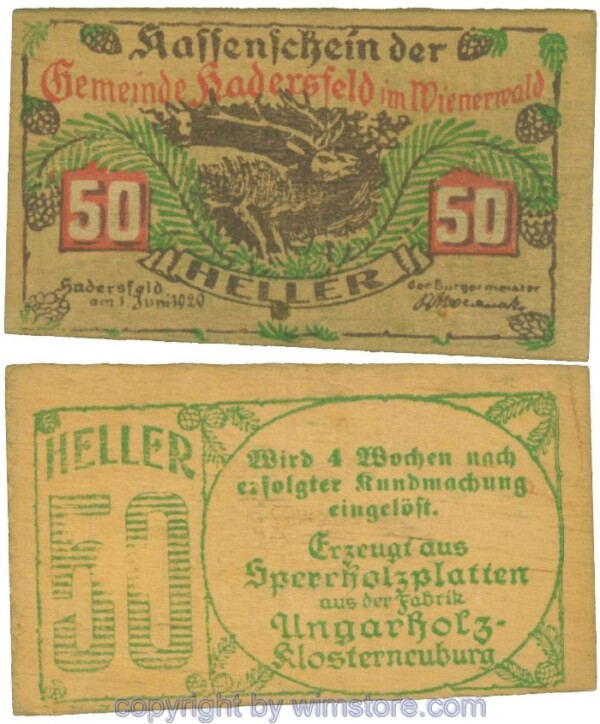 Kassenschein der
Gemeinde Hadersfeld im Wienerwald
50
50
HELLER
Hadersfeld
am 1 Juni 1920
der Bürgermeister
HELLER
50
Wird 4 Wochen nach
erfolgter Kundmachung
eingelöst.
Erzeugt aus
Sperrholzplatten
aus der Fabrik
Ungarholz-
Klosterneuburg
copyright by wimstore.com